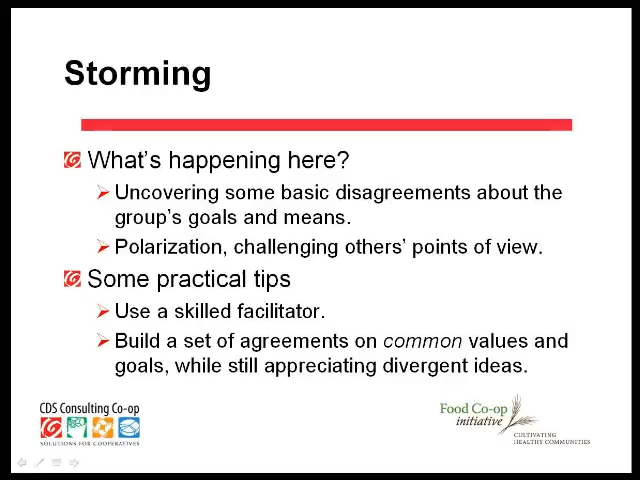 Storming
What's happening here?
Uncovering some basic disagreements about the
group's goals and means.
Polarization, challenging others' points of view.
Some practical tips
Use a skilled facilitator.
Build a set of agreements on common values and
goals, while still appreciating divergent ideas.
CDS Consulting Co-op
SOLUTIONS FOR COOPERATIVES
Food Co-op
initiative
CULTIVATING
HEALTHY COMMUNITIES